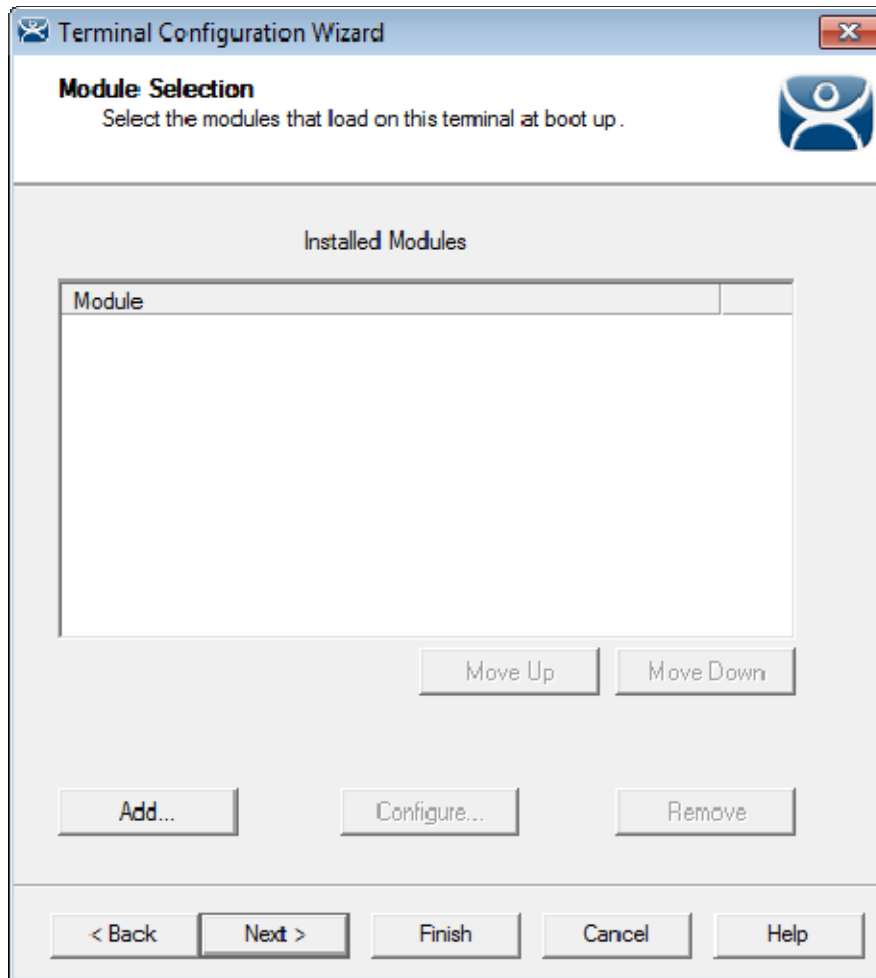 Terminal Configuration Wizard
Module Selection
Select the modules that load on this terminal at boot up.
Installed Modules
Module
Move Up Move Down
Add... Configure... Remove
< Back Next > Finish Cancel Help